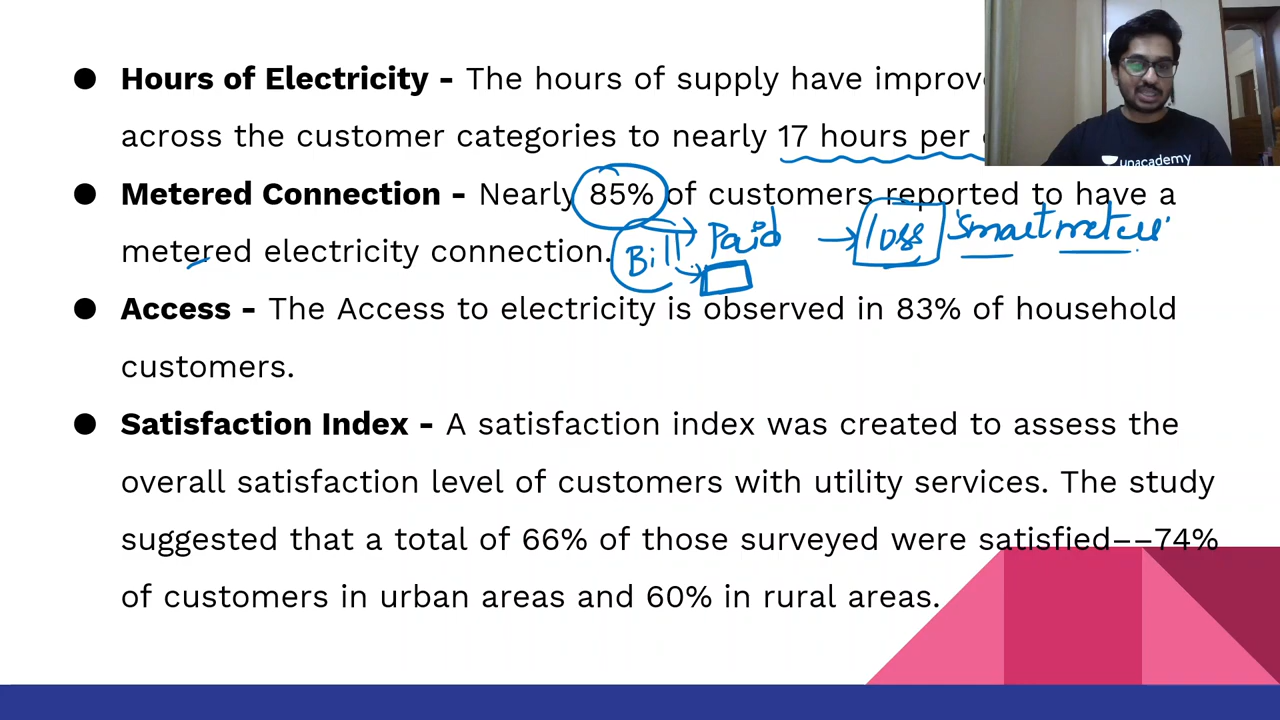 ● Hours of Electricity - The hours of supply have improv
across the customer categories to nearly 17 hours per
unacademy
● Metered Connection - Nearly 85% of customers reported to have a
metered electricity connection.
Bill Paid → loss 'Smart meters'
● Access - The Access to electricity is observed in 83% of household
customers.
● Satisfaction Index - A satisfaction index was created to assess the
overall satisfaction level of customers with utility services. The study
suggested that a total of 66% of those surveyed were satisfied––74%
of customers in urban areas and 60% in rural areas.